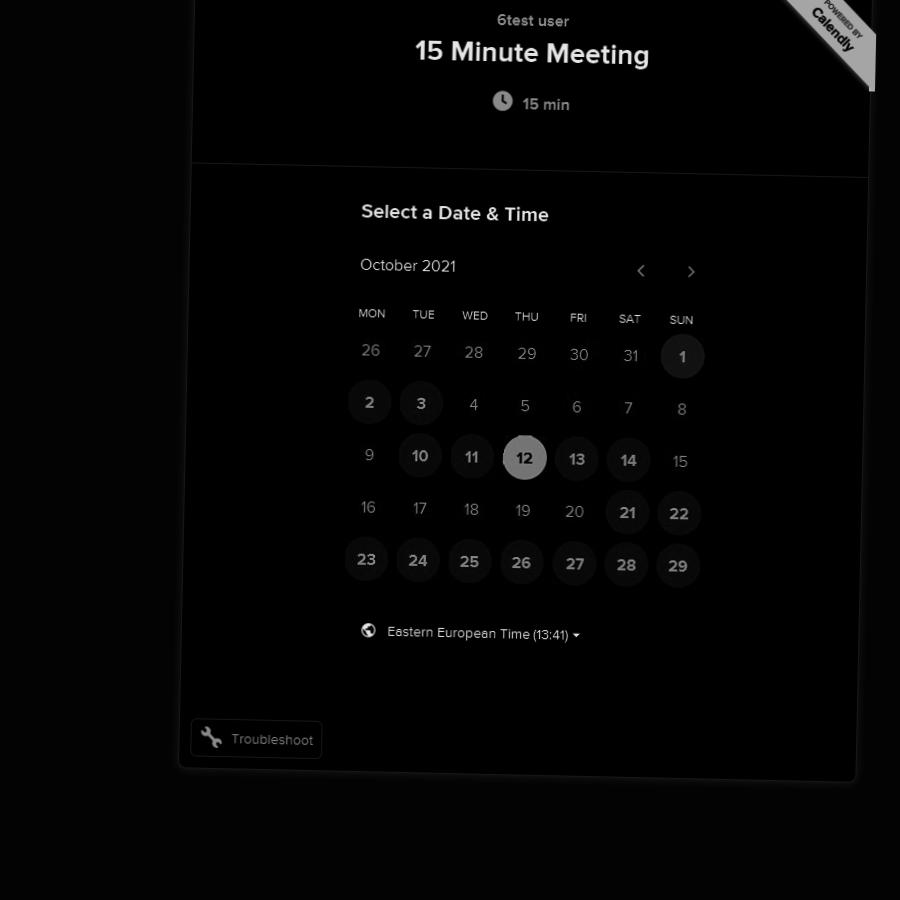 6test user
POWERED BY
Calendly
15 Minute Meeting
15 min
Select a Date & Time
October 2021
MON TUE WED THU FRI SAT SUN
26 27 28 29 30 31 1
2 3 4 5 6 7 8
9 10 11 12 13 14 15
16 17 18 19 20 21 22
23 24 25 26 27 28 29
Eastern European Time (13:41)
Troubleshoot